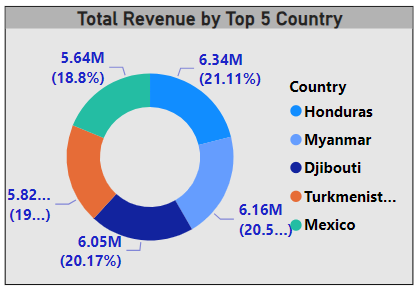 Total Revenue by Top 5 Country
5.64M
(18.8%)
6.34M
(21.11%)
5.82...
(19...)
6.16M
(20.5...)
6.05M
(20.17%)
Country
Honduras
Myanmar
Djibouti
Turkmenist...
Mexico